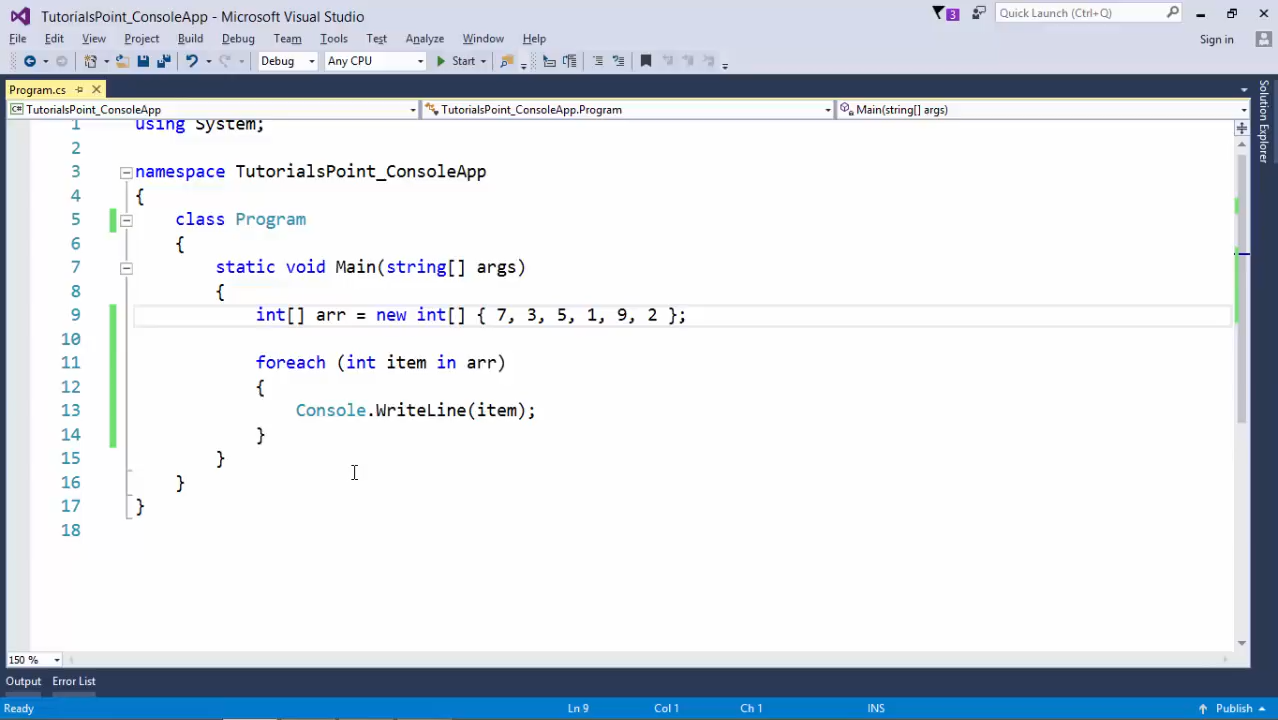 TutorialsPoint_ConsoleApp - Microsoft Visual Studio
3
Quick Launch (Ctrl+Q)
File Edit View Project Build Debug Team Tools Test Analyze Window Help
Sign in
Debug Any CPU Start
Program.cs
TutorialsPoint_ConsoleApp TutorialsPoint_ConsoleApp.Program Main(string[] args)
Solution Explorer
1 using System;
2
3 namespace TutorialsPoint_ConsoleApp
4 {
5 class Program
6 {
7 static void Main(string[] args)
8 {
9 int[] arr = new int[] { 7, 3, 5, 1, 9, 2 };
10
11 foreach (int item in arr)
12 {
13 Console.WriteLine(item);
14 }
15 }
16 }
17 }
18
150 %
Output Error List
Ready Ln 9 Col 1 Ch 1 INS Publish